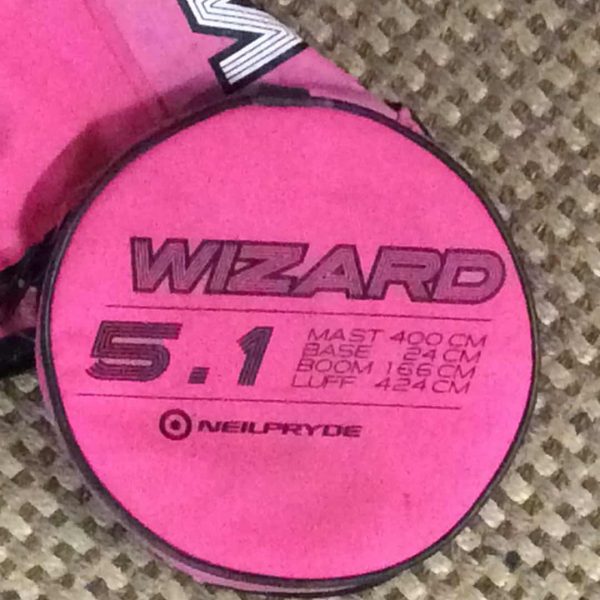 WIZARD
5.1
MAST 400 CM
BASE 24 CM
BOOM 166 CM
LUFF 424 CM
NEILPRYDE